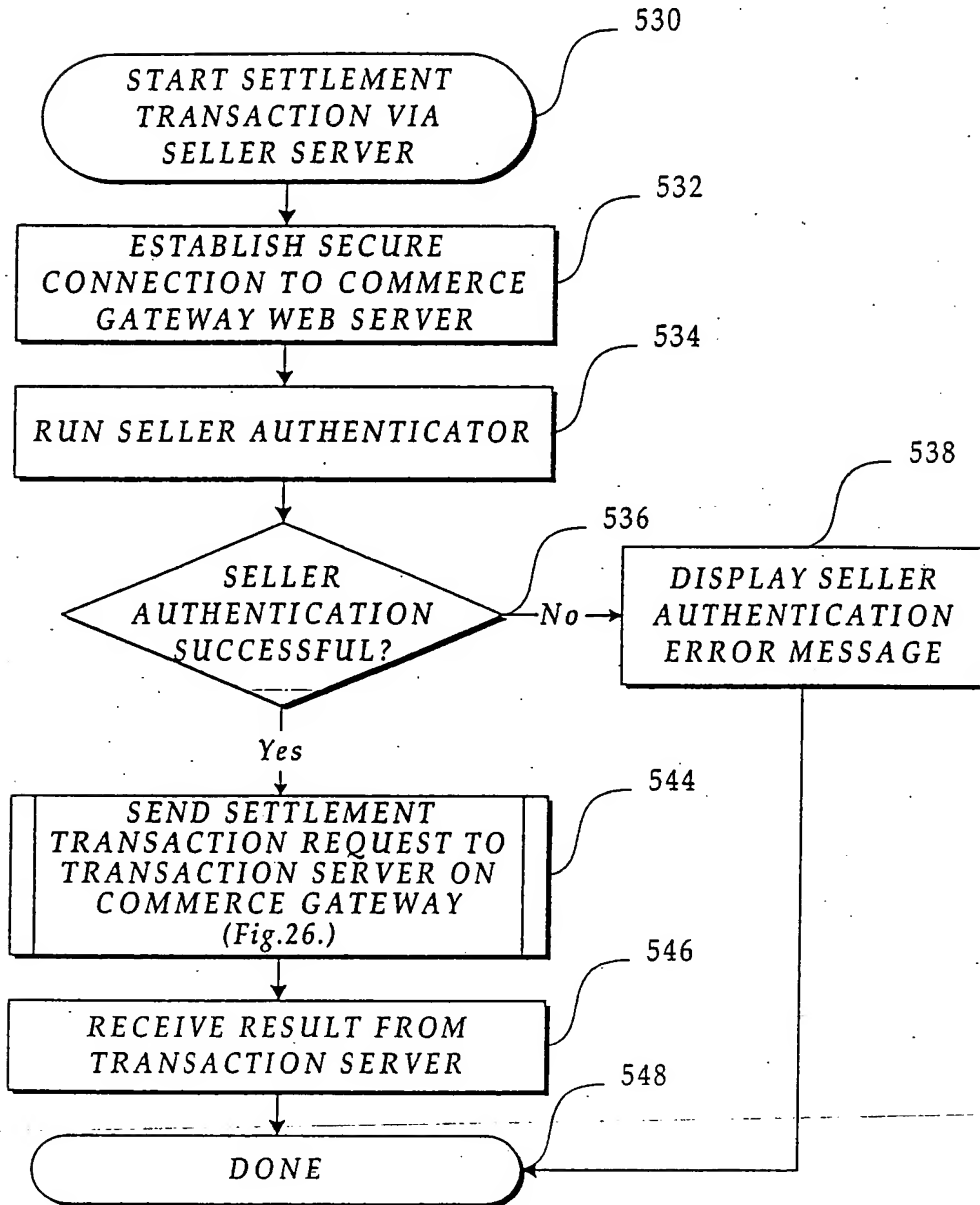 530
START SETTLEMENT
TRANSACTION VIA
SELLER SERVER
532
ESTABLISH SECURE
CONNECTION TO COMMERCE
GATEWAY WEB SERVER
534
RUN SELLER AUTHENTICATOR
536
SELLER
AUTHENTICATION
SUCCESSFUL?
No
538
DISPLAY SELLER
AUTHENTICATION
ERROR MESSAGE
Yes
544
SEND SETTLEMENT
TRANSACTION REQUEST TO
TRANSACTION SERVER ON
COMMERCE GATEWAY
(Fig.26.)
546
RECEIVE RESULT FROM
TRANSACTION SERVER
548
DONE